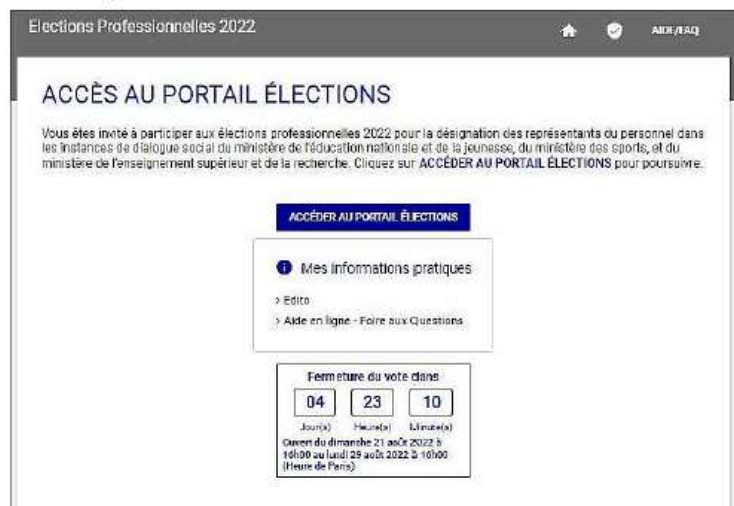 Elections Professionnelles 2022
AIDE/FAQ
ACCÈS AU PORTAIL ÉLECTIONS
Vous êtes invité à participer aux élections professionnelles 2022 pour la désignation des représentants du personnel dans
les instances de dialogue social du ministère de l'éducation nationale et de la jeunesse, du ministère des sports, et du
ministère de l'enseignement supérieur et de la recherche. Cliquez sur ACCÉDER AU PORTAIL ÉLECTIONS pour poursuivre.
ACCÉDER AU PORTAIL ÉLECTIONS
Mes informations pratiques
> Edito
> Aide en ligne - Foire aux Questions
Fermeture du vote dans
04 23 10
Jour(s) Heure(s) Minute(s)
Ouvert du dimanche 21 août 2022 à
16h00 au lundi 29 août 2022 à 16h00
(Heure de Paris)